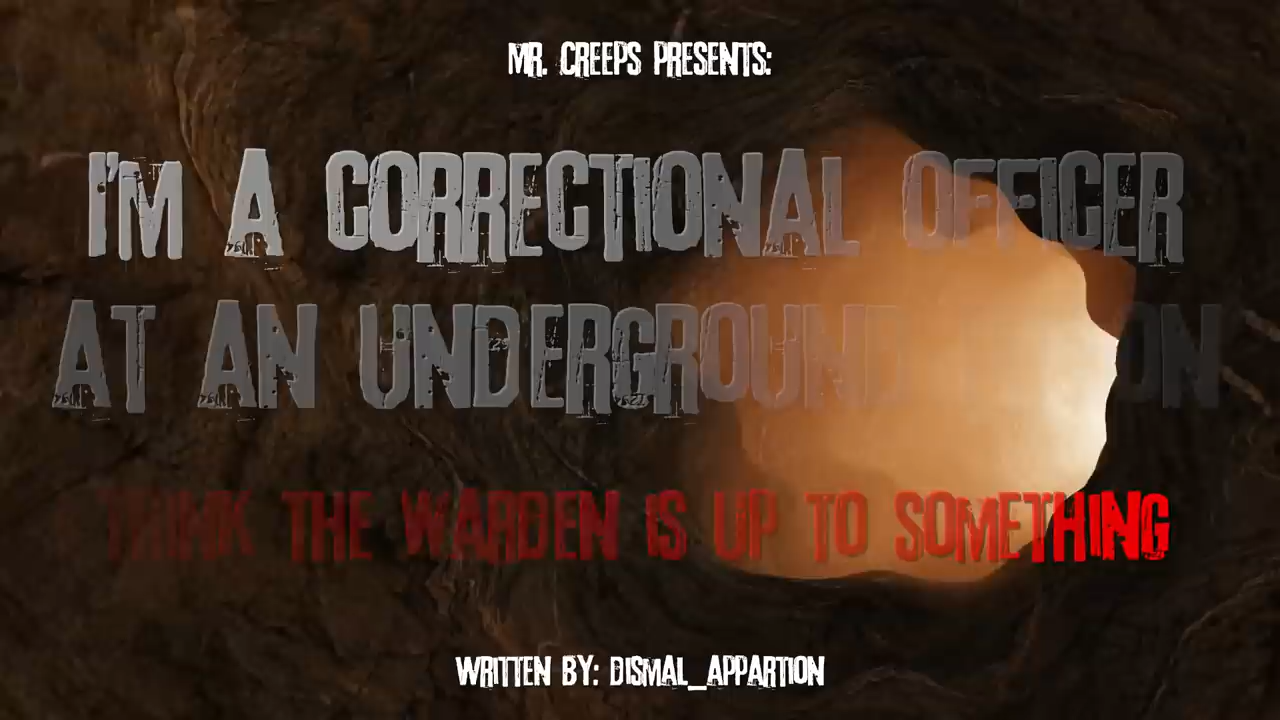 MR. CREEPS PRESENTS:
I'M A CORRECTIONAL OFFICER
AT AN UNDERGROUND
THINK THE WARDEN IS UP TO SOMETHING
WRITTEN BY: DISMAL_APPARTION